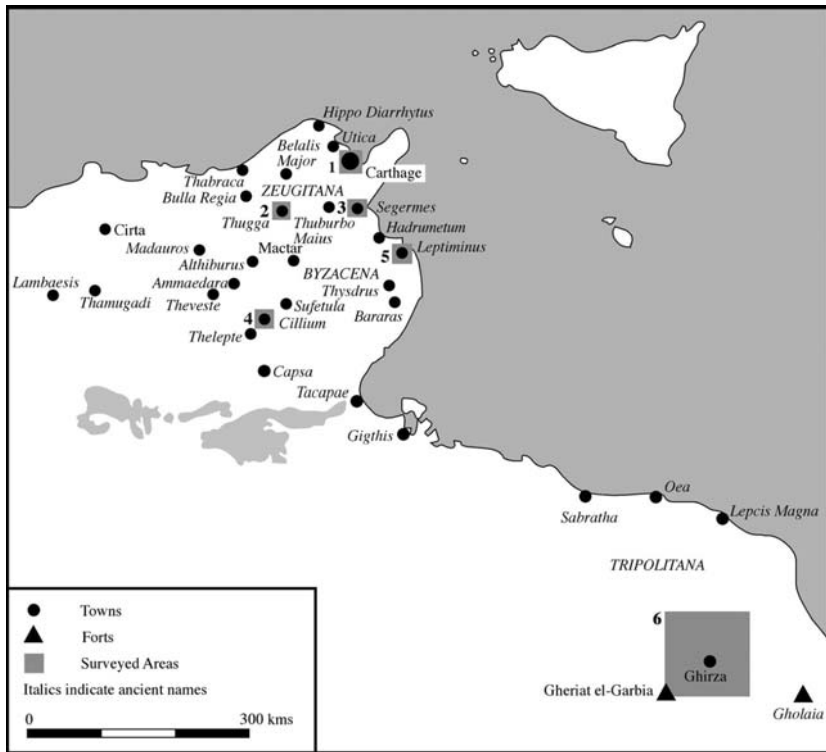 Hippo Diarrhytus
Utica
Belalis
Major
1
Carthage
Thabraca
Bulla Regia
ZEUGITANA
2
3
Segermes
Thugga
Thuburbo
Maius
Cirta
Hadrumetum
Madauros
Mactar
Leptiminus
5
Althiburus
BYZACENA
Lambaesis
Ammaedara
Thysdrus
Thamugadi
Theveste
Sufetula
Bararas
4
Cillium
Thelepte
Capsa
Tacapae
Gigthis
Oea
Sabratha
Lepcis Magna
TRIPOLITANA
6
Ghirza
Gheriat el-Garbia
Gholaia
Towns
Forts
Surveyed Areas
Italics indicate ancient names
0 300 kms